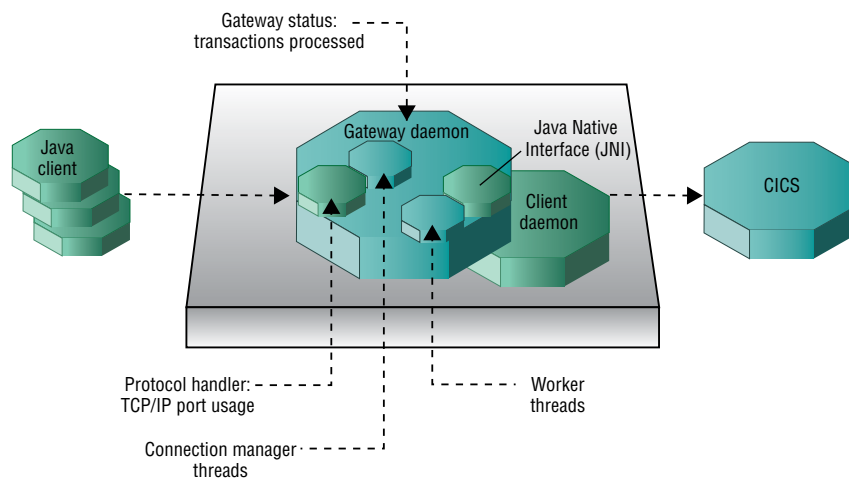 Gateway status:
transactions processed
Java
client
Gateway daemon
Java Native
Interface (JNI)
Client
daemon
CICS
Protocol handler:
TCP/IP port usage
Worker
threads
Connection manager
threads